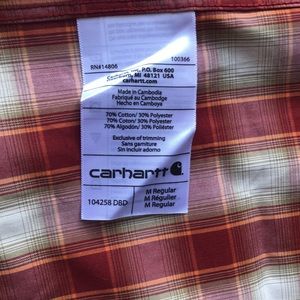 RN#14806 100366
P.O. Box 600
MI 48121 USA
carhartt.com
Made in Cambodia
Fabriqué au Cambodge
Hecho en Camboya
70% Cotton/ 30% Polyester
70% Coton/ 30% Polyester
70% Algodón/ 30% Poliéster
Exclusive of trimming
Sans garniture
Sin incluir adorno
carhartt
104258 DBD
M Regular
M Régulier
M Regular